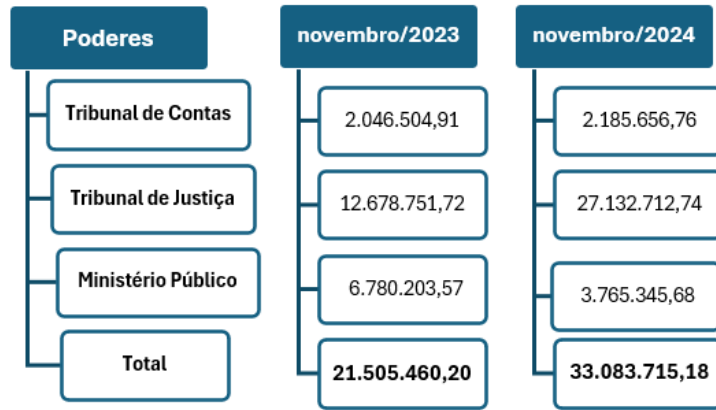 Poderes novembro/2023 novembro/2024
Tribunal de Contas 2.046.504,91 2.185.656,76
Tribunal de Justiça 12.678.751,72 27.132.712,74
Ministério Público 6.780.203,57 3.765.345,68
Total 21.505.460,20 33.083.715,18